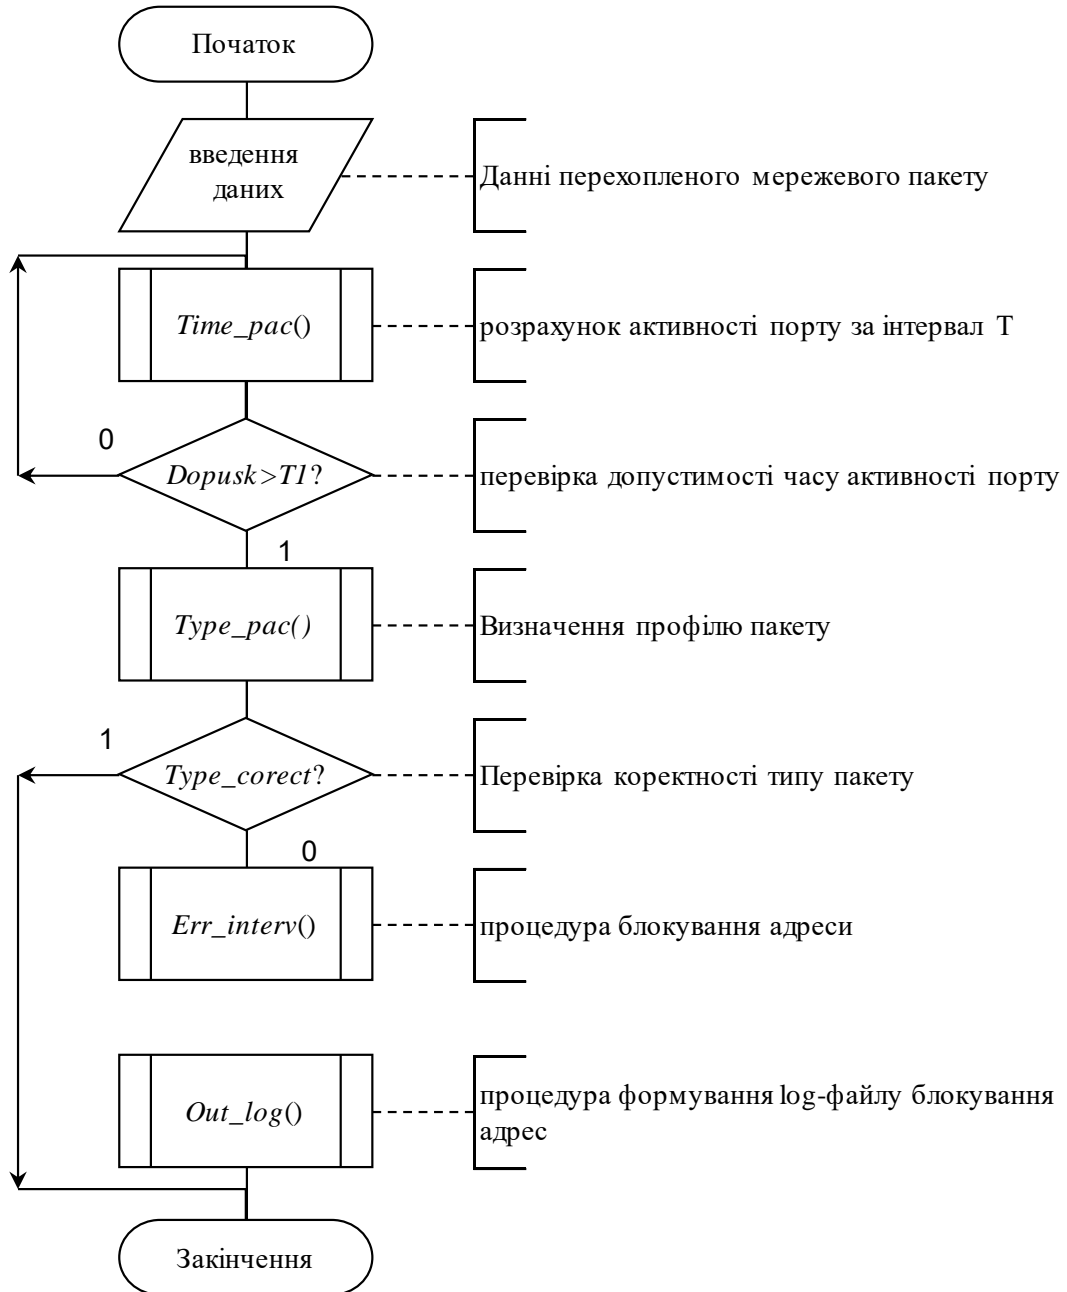 Початок
введення
даних
Данні перехопленого мережевого пакету
Time_pac()
розрахунок активності порту за інтервал Т
0
Dopusk>T1?
перевірка допустимості часу активності порту
1
Type_pac()
Визначення профілю пакету
1
Type_corect?
Перевірка коректності типу пакету
0
Err_interv()
процедура блокування адреси
Out_log()
процедура формування log-файлу блокування
адрес
Закінчення